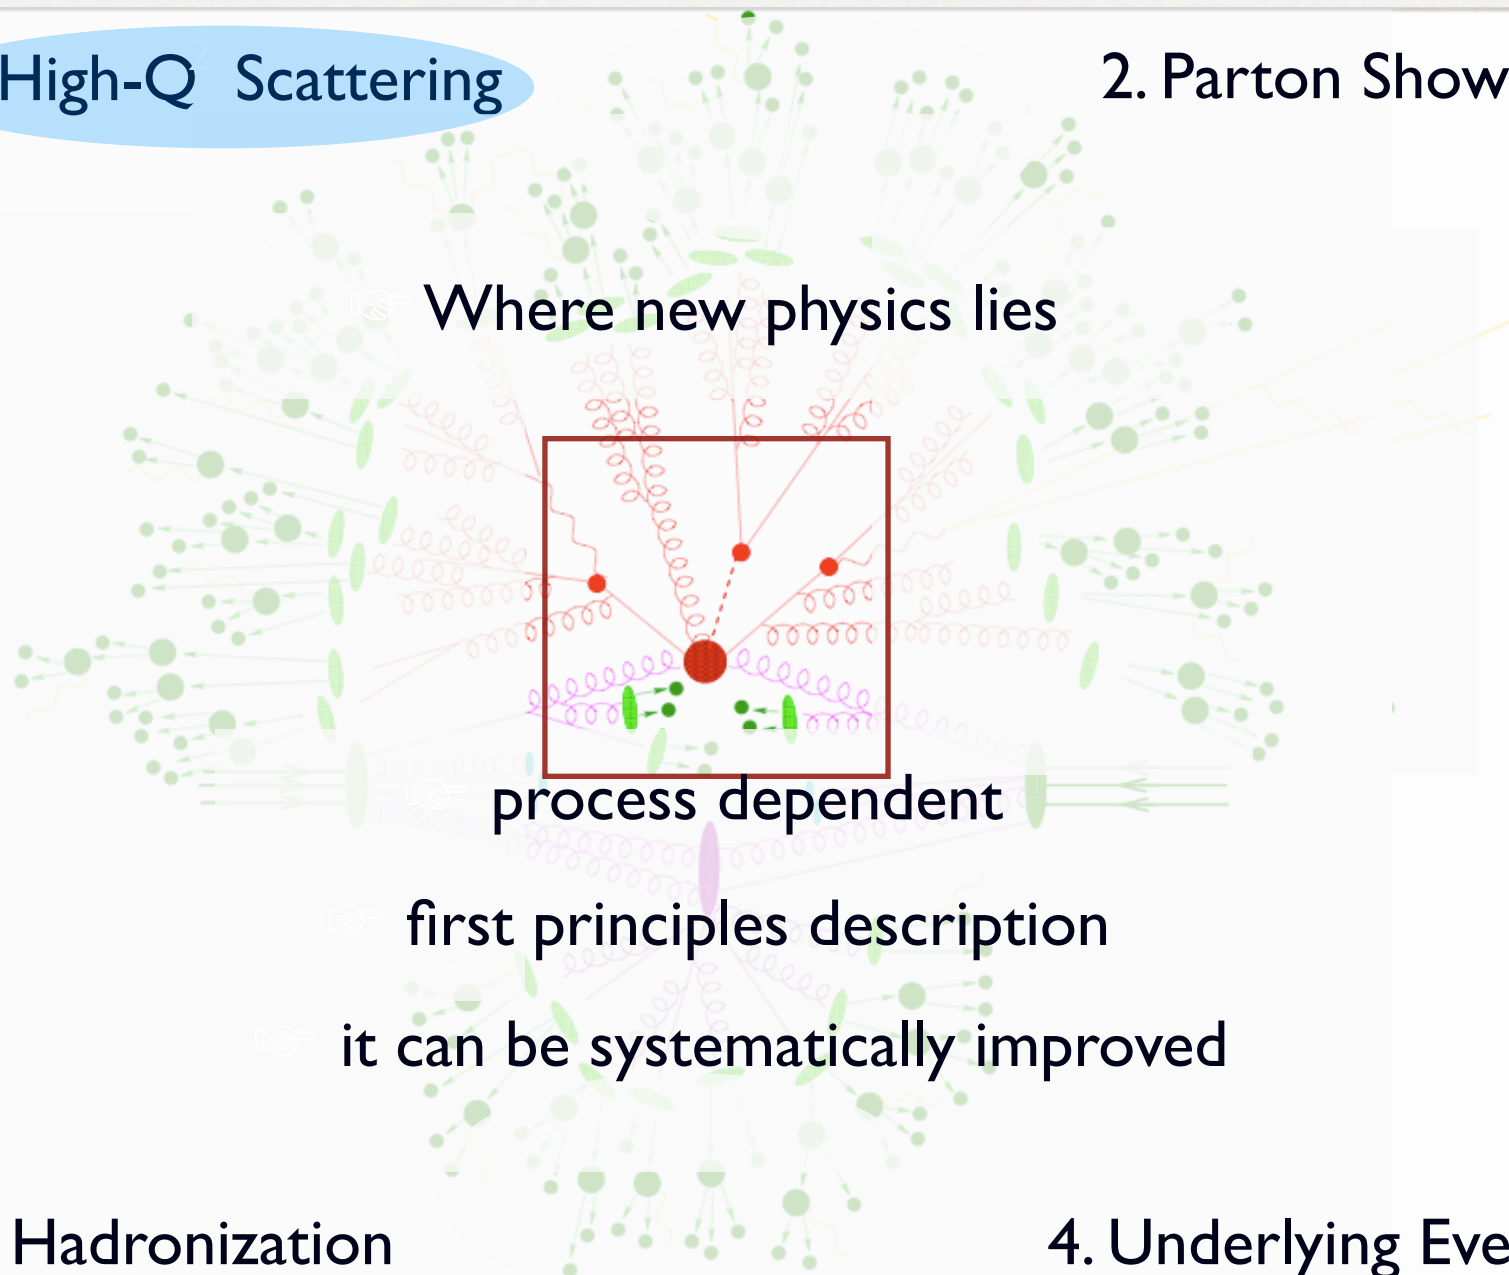 High-Q² Scattering
2. Parton Show
☞ Where new physics lies
☞ process dependent
☞ first principles description
☞ it can be systematically improved
Hadronization
4. Underlying Eve